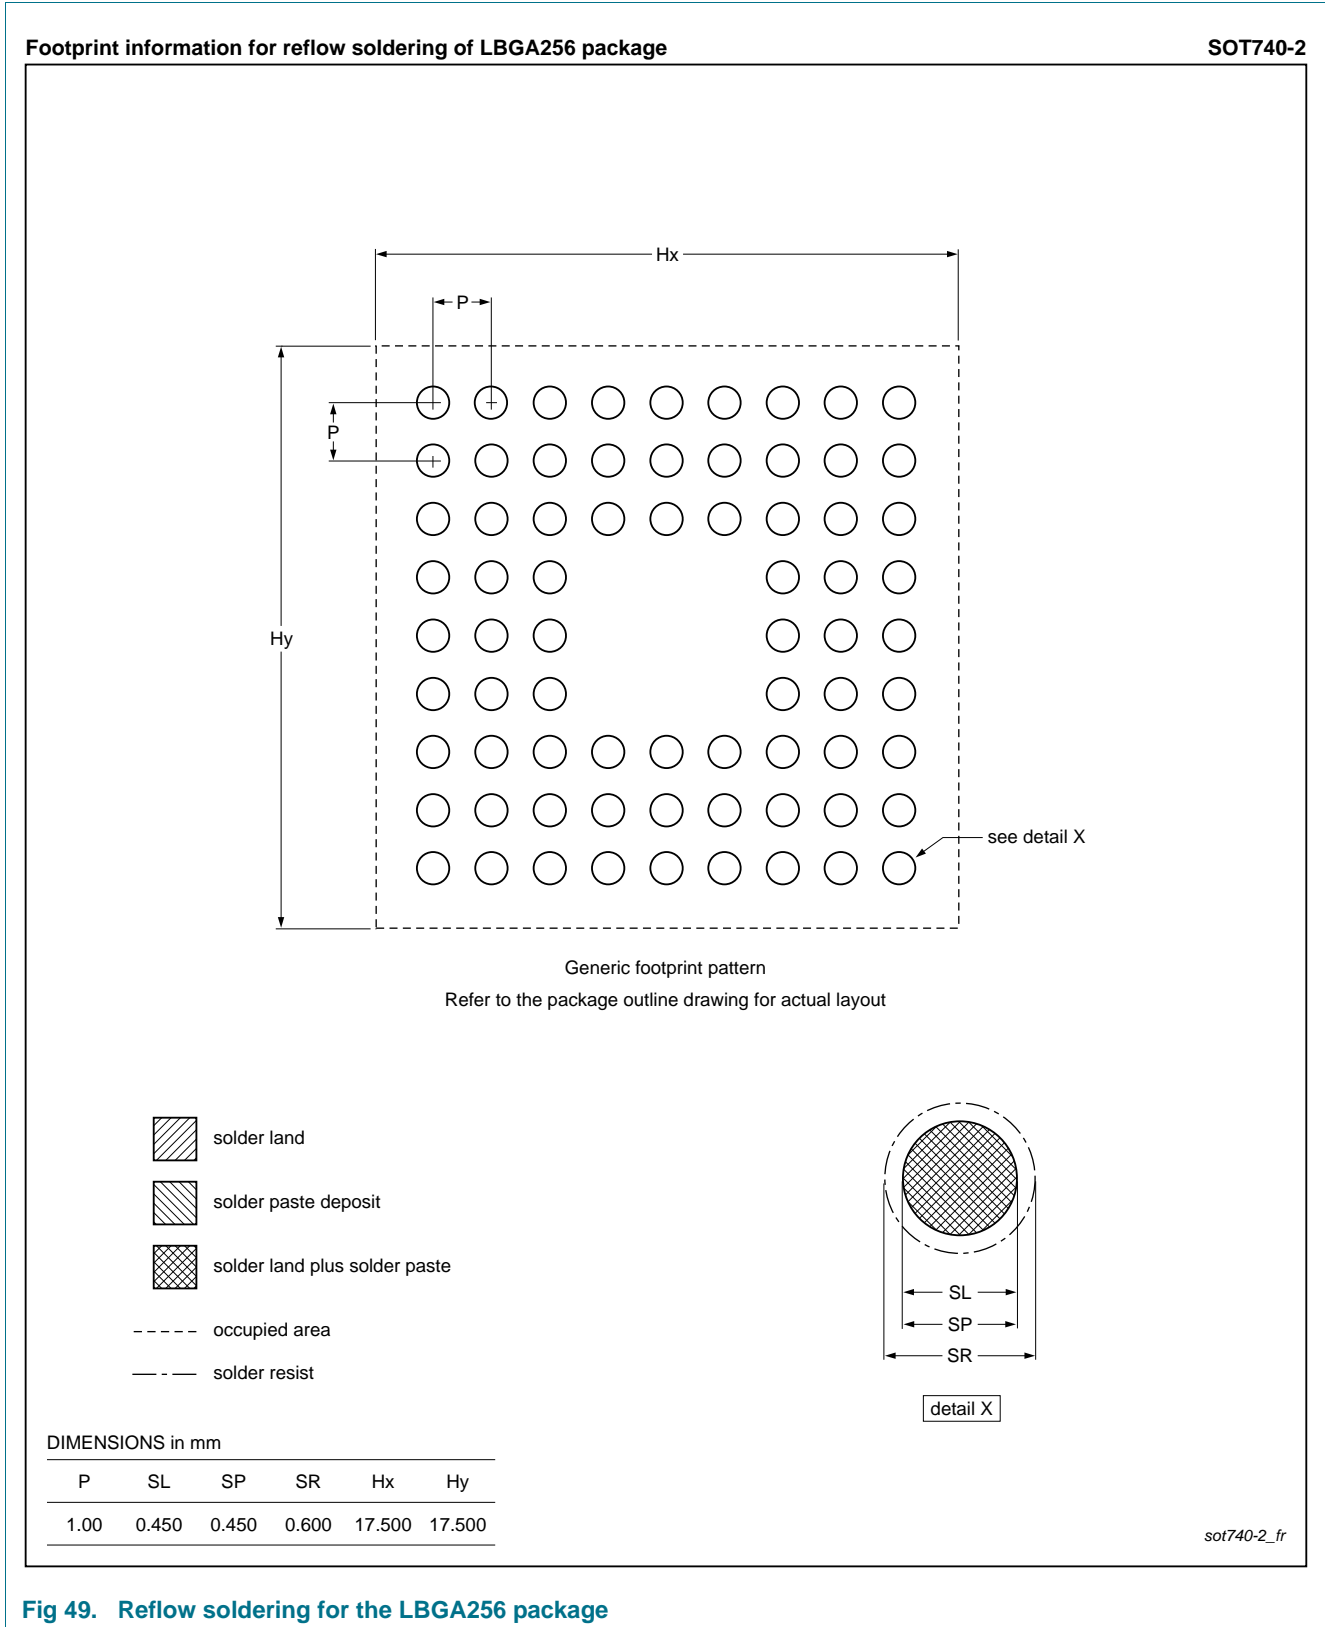 Footprint information for reflow soldering of LBGA256 package SOT740-2
Hx
P
P
Hy
see detail X
Generic footprint pattern
Refer to the package outline drawing for actual layout
solder land
solder paste deposit
solder land plus solder paste
occupied area
solder resist
SL
SP
SR
detail X
DIMENSIONS in mm
P SL SP SR Hx Hy
1.00 0.450 0.450 0.600 17.500 17.500
sot740-2_fr
Fig 49. Reflow soldering for the LBGA256 package